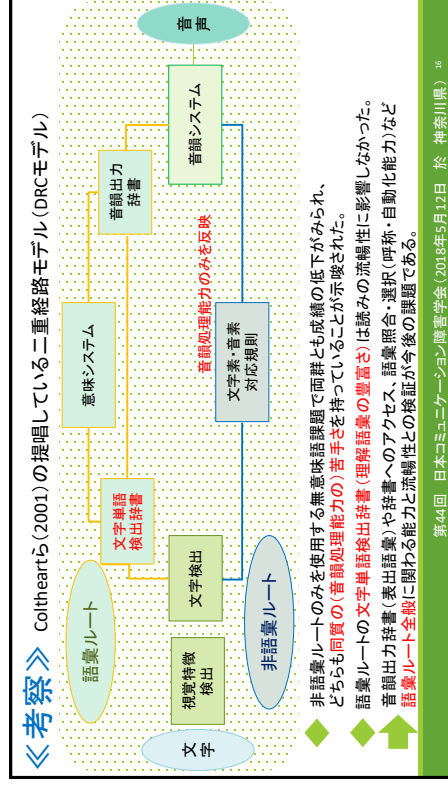 ≪考察≫ Coltheartら(2001)の提唱している二重経路モデル(DRCモデル)
語彙ルート
意味システム
文字単語
検出辞書
音韻出力
辞書
文字
視覚特徴
検出
文字検出
音韻処理能力のみを反映
文字素・音素
対応規則
音韻システム
音声
非語彙ルート
非語彙ルートのみを使用する無意味語課題で両群とも成績の低下がみられ、
どちらも同質の(音韻処理能力の)苦手さを持っていることが示唆された。
語彙ルートの文字単語検出辞書(理解語彙の豊富さ)は読みの流暢性に影響しなかった。
音韻出力辞書(表出語彙)や辞書へのアクセス、語彙照合・選択(呼称・自動化能力)など
語彙ルート全般に関わる能力と流暢性との検証が今後の課題である。
第44回 日本コミュニケーション障害学会(2018年5月12日 於 神奈川県) 16